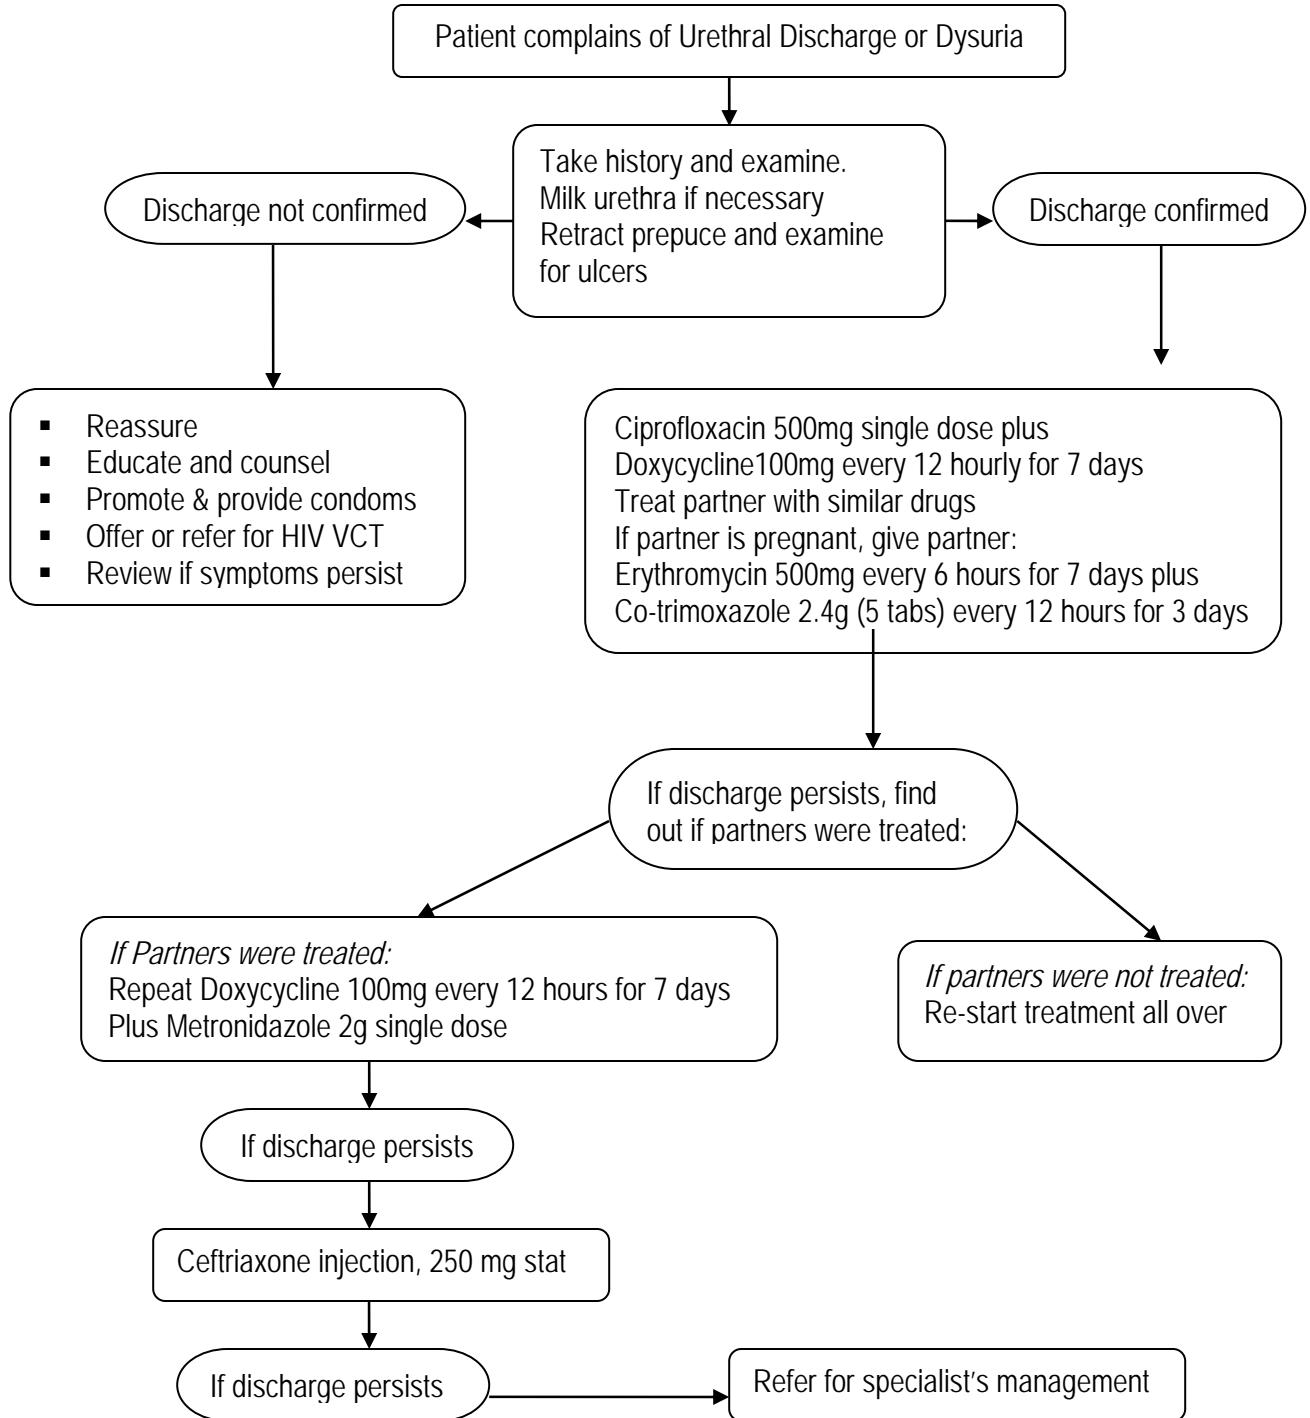 Patient complains of Urethral Discharge or Dysuria
Take history and examine.
Milk urethra if necessary
Retract prepuce and examine
for ulcers
Discharge not confirmed
Discharge confirmed
▪ Reassure
▪ Educate and counsel
▪ Promote & provide condoms
▪ Offer or refer for HIV VCT
▪ Review if symptoms persist
Ciprofloxacin 500mg single dose plus
Doxycycline100mg every 12 hourly for 7 days
Treat partner with similar drugs
If partner is pregnant, give partner:
Erythromycin 500mg every 6 hours for 7 days plus
Co-trimoxazole 2.4g (5 tabs) every 12 hours for 3 days
If discharge persists, find
out if partners were treated:
If Partners were treated:
Repeat Doxycycline 100mg every 12 hours for 7 days
Plus Metronidazole 2g single dose
If partners were not treated:
Re-start treatment all over
If discharge persists
Ceftriaxone injection, 250 mg stat
If discharge persists
Refer for specialist's management